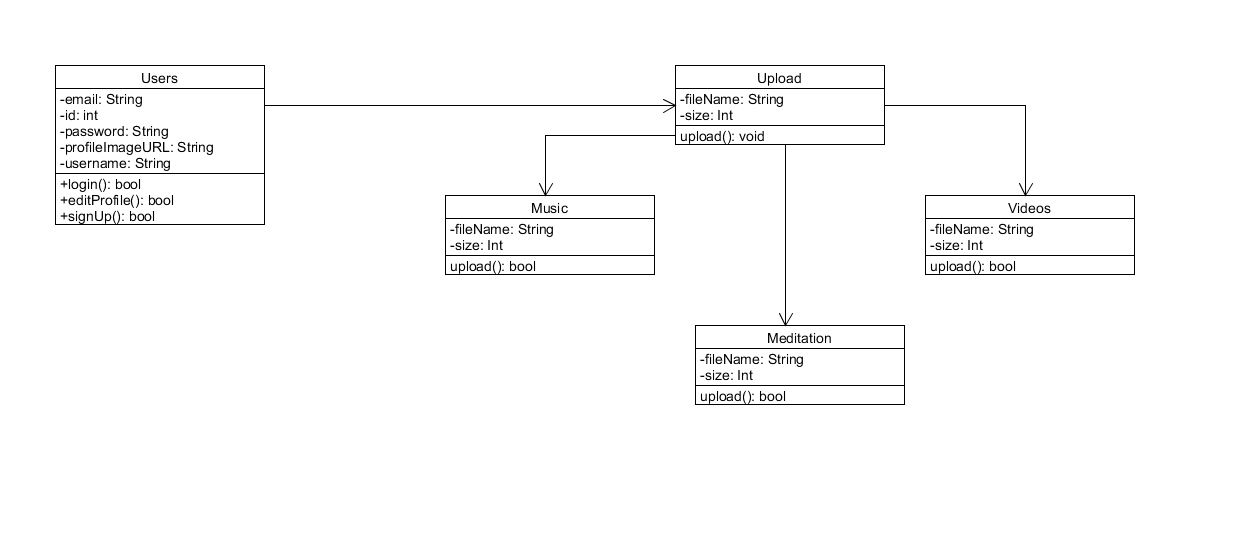 Users
-email: String
-id: int
-password: String
-profileImageURL: String
-username: String
+login(): bool
+editProfile(): bool
+signUp(): bool
Upload
-fileName: String
-size: Int
upload(): void
Music
-fileName: String
-size: Int
upload(): bool
Videos
-fileName: String
-size: Int
upload(): bool
Meditation
-fileName: String
-size: Int
upload(): bool